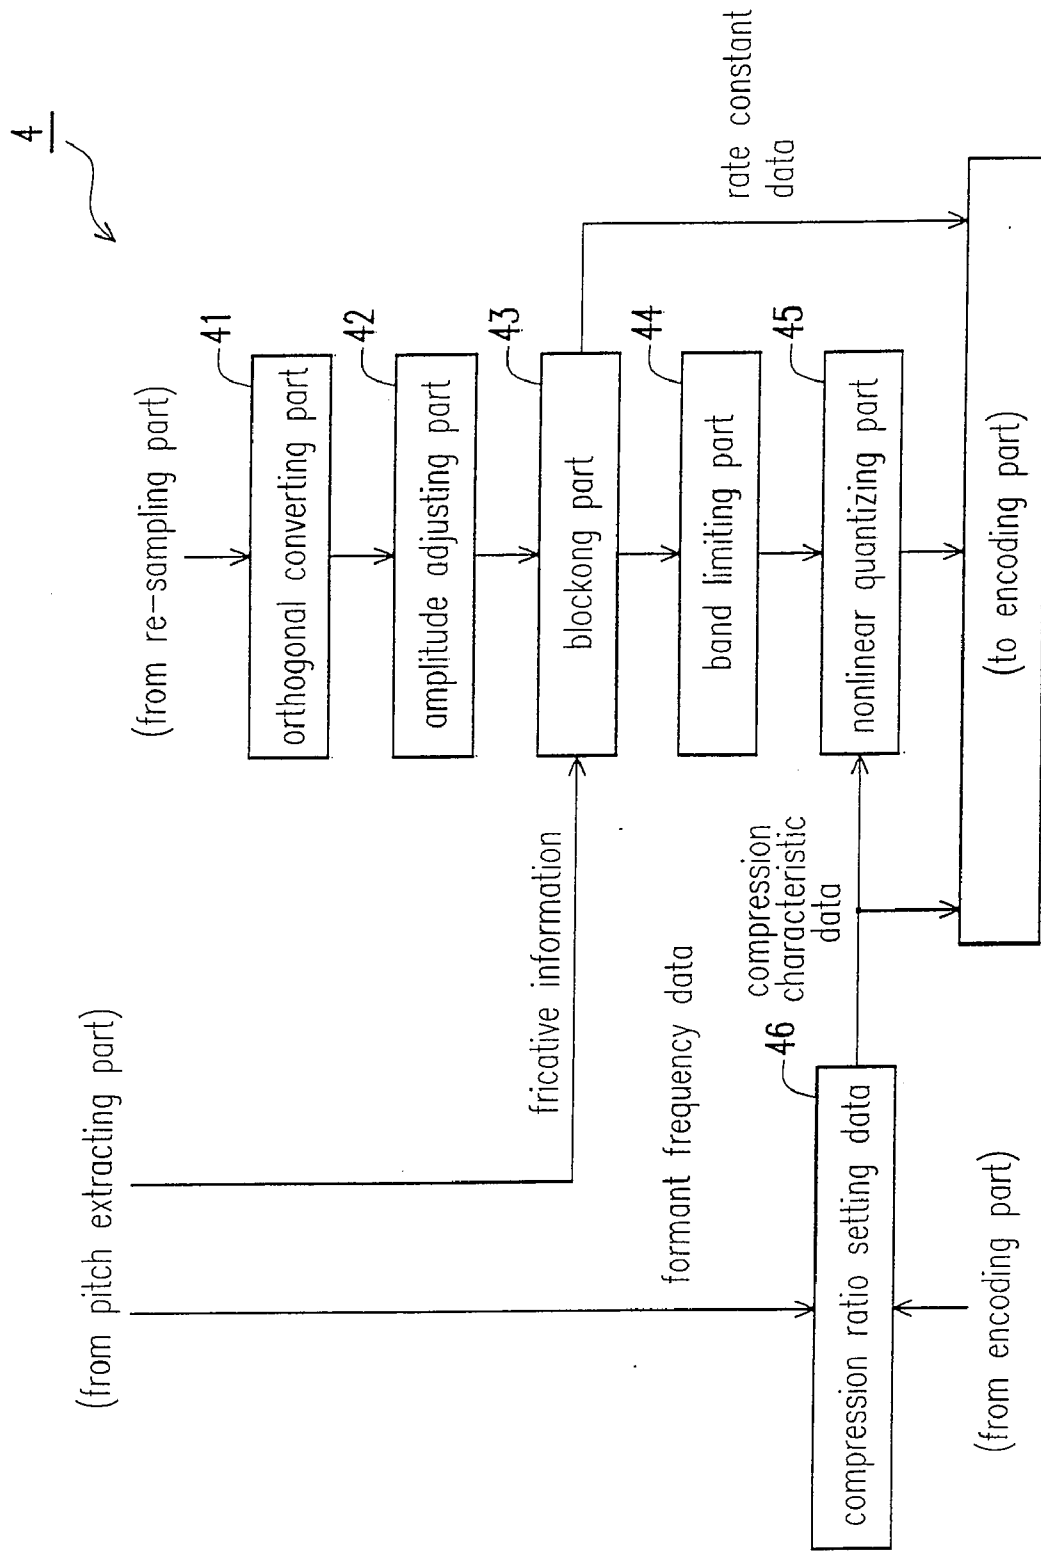 4
(from pitch extracting part)
(from re-sampling part)
41
orthogonal converting part
42
amplitude adjusting part
fricative information
43
blockong part
rate constant
data
formant frequency data
44
band limiting part
compression
characteristic
data
45
nonlinear quantizing part
46
compression ratio setting data
(from encoding part)
(to encoding part)